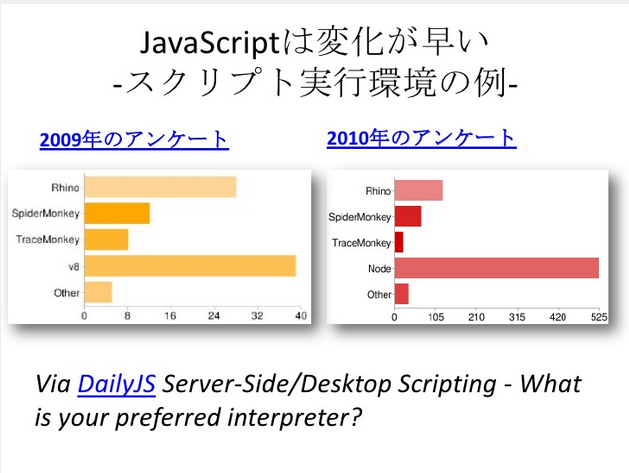 JavaScriptは変化が早い
-スクリプト実行環境の例-
2009年のアンケート
2010年のアンケート
Rhino
SpiderMonkey
TraceMonkey
v8
Other
0 8 16 24 32 40
Rhino
SpiderMonkey
TraceMonkey
Node
Other
0 105 210 315 420 525
Via DailyJS Server-Side/Desktop Scripting - What
is your preferred interpreter?